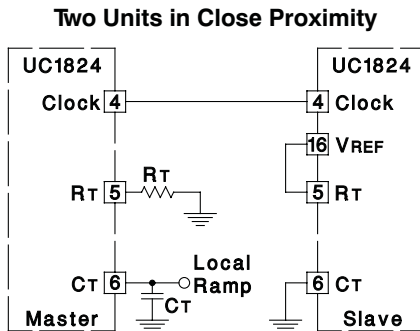 Two Units in Close Proximity
UC1824 UC1824
Clock 4 4 Clock
16 VREF
RT 5 RT 5 RT
Local
Ramp
CT 6 CT 6 CT
Master Slave